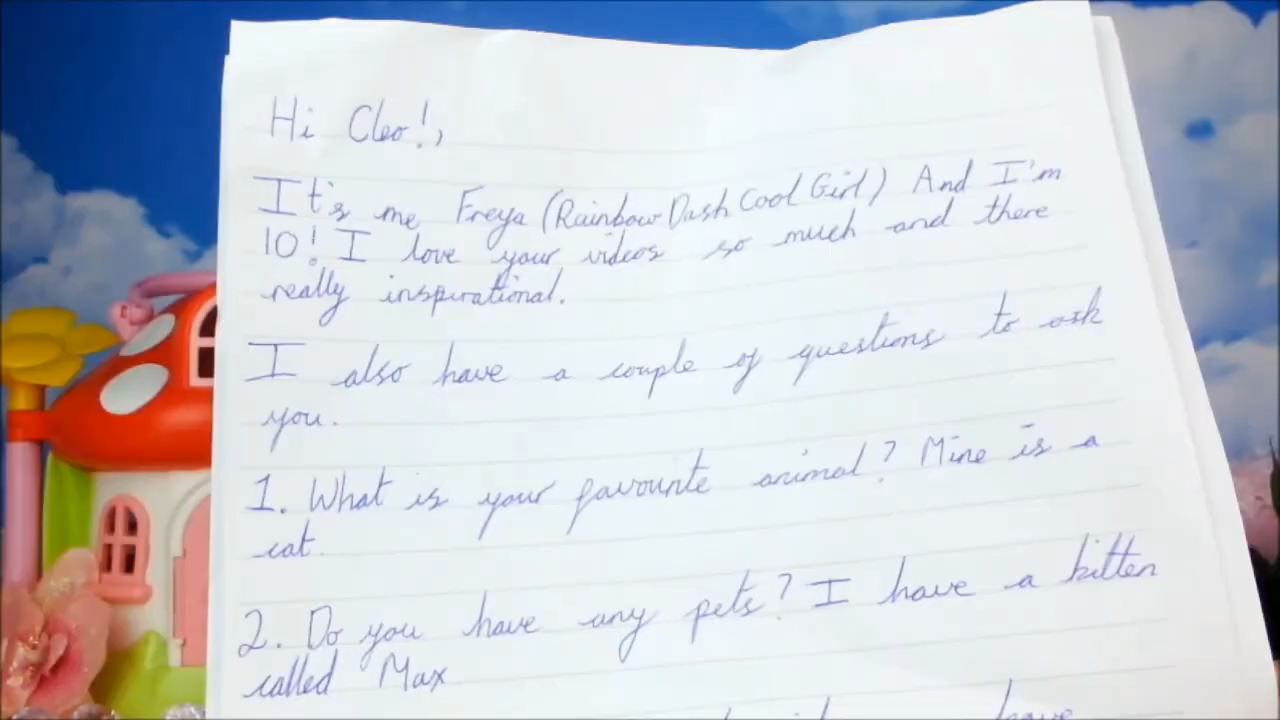 Hi Cleo!,
It's me Freya (Rainbow Dash Cool Girl) And I'm
10! I love your videos so much and there
really inspirational.
I also have a couple of questions to ask
you.
1. What is your favourite animal? Mine is a
cat.
2. Do you have any pets? I have a kitten
called Max
have